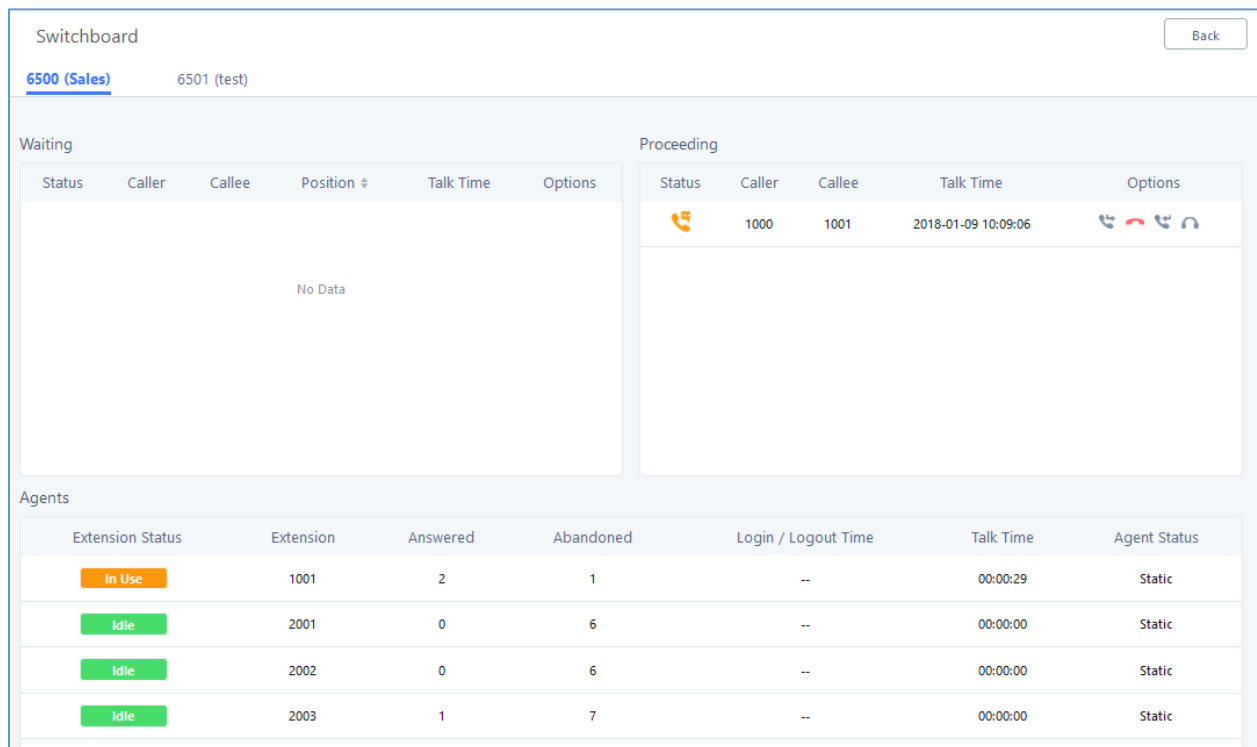 Switchboard
Back
6500 (Sales) 6501 (test)
Waiting
Status Caller Callee Position Talk Time Options
No Data
Proceeding
Status Caller Callee Talk Time Options
1000 1001 2018-01-09 10:09:06
Agents
Extension Status Extension Answered Abandoned Login / Logout Time Talk Time Agent Status
In Use 1001 2 1 -- 00:00:29 Static
Idle 2001 0 6 -- 00:00:00 Static
Idle 2002 0 6 -- 00:00:00 Static
Idle 2003 1 7 -- 00:00:00 Static